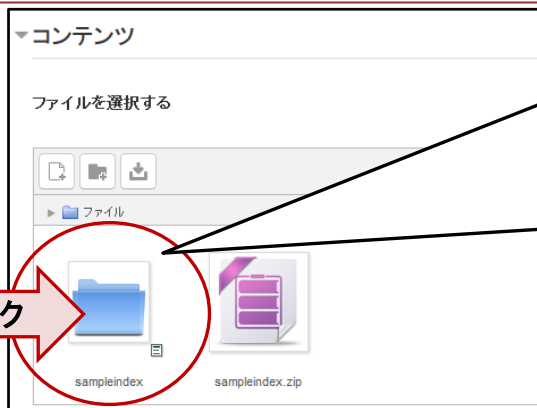 コンテンツ
ファイルを選択する
ファイル
ク
sampleindex
sampleindex.zip